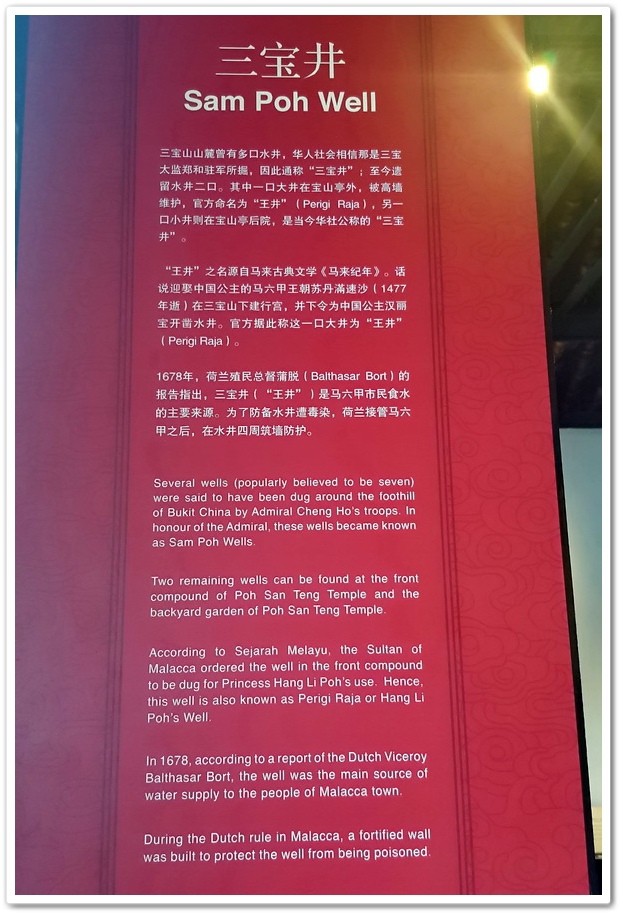 三宝井
Sam Poh Well
三宝山山麓曾有多口水井，华人社会相信那是三宝
太监郑和驻军所掘，因此通称“三宝井”；至今遗
留水井二口。其中一口大井在宝山亭外，被高墙
维护，官方命名为“王井”（Perigi Raja），另一
口小井则在宝山亭后院，是当今华社公称的“三宝
井”。
“王井”之名源自马来古典文学《马来纪年》。话
说迎娶中国公主的马六甲王朝苏丹滿速沙（1477
年逝）在三宝山下建行宫，并下令为中国公主汉丽
宝开凿水井。官方据此称这一口大井为“王井”
（Perigi Raja）。
1678年，荷兰殖民总督蒲脱（Balthasar Bort）的
报告指出，三宝井（“王井”）是马六甲市民食水
的主要来源。为了防备水井遭毒染，荷兰接管马六
甲之后，在水井四周筑墙防护。
Several wells (popularly believed to be seven)
were said to have been dug around the foothill
of Bukit China by Admiral Cheng Ho's troops. In
honour of the Admiral, these wells became known
as Sam Poh Wells.
Two remaining wells can be found at the front
compound of Poh San Teng Temple and the
backyard garden of Poh San Teng Temple.
According to Sejarah Melayu, the Sultan of
Malacca ordered the well in the front compound
to be dug for Princess Hang Li Poh's use. Hence,
this well is also known as Perigi Raja or Hang Li
Poh's Well.
In 1678, according to a report of the Dutch Viceroy
Balthasar Bort, the well was the main source of
water supply to the people of Malacca town.
During the Dutch rule in Malacca, a fortified wall
was built to protect the well from being poisoned.